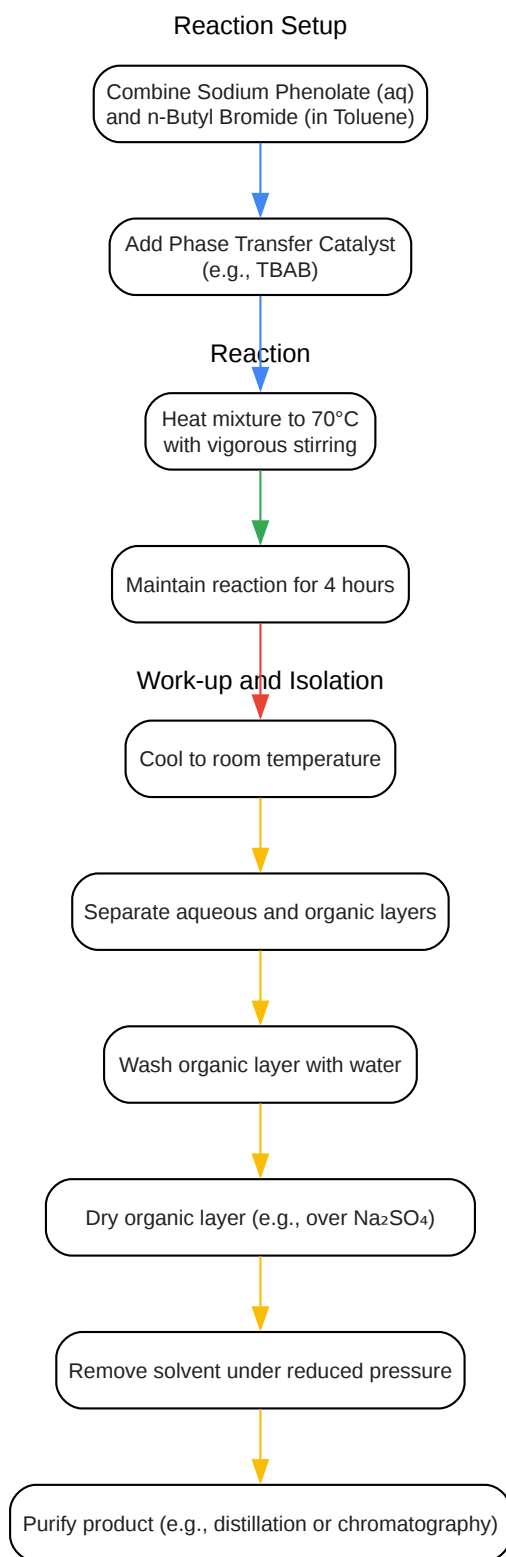 Reaction Setup
Combine Sodium Phenolate (aq)
and n-Butyl Bromide (in Toluene)
Add Phase Transfer Catalyst
(e.g., TBAB)
Reaction
Heat mixture to 70°C
with vigorous stirring
Maintain reaction for 4 hours
Work-up and Isolation
Cool to room temperature
Separate aqueous and organic layers
Wash organic layer with water
Dry organic layer (e.g., over Na₂SO₄)
Remove solvent under reduced pressure
Purify product (e.g., distillation or chromatography)